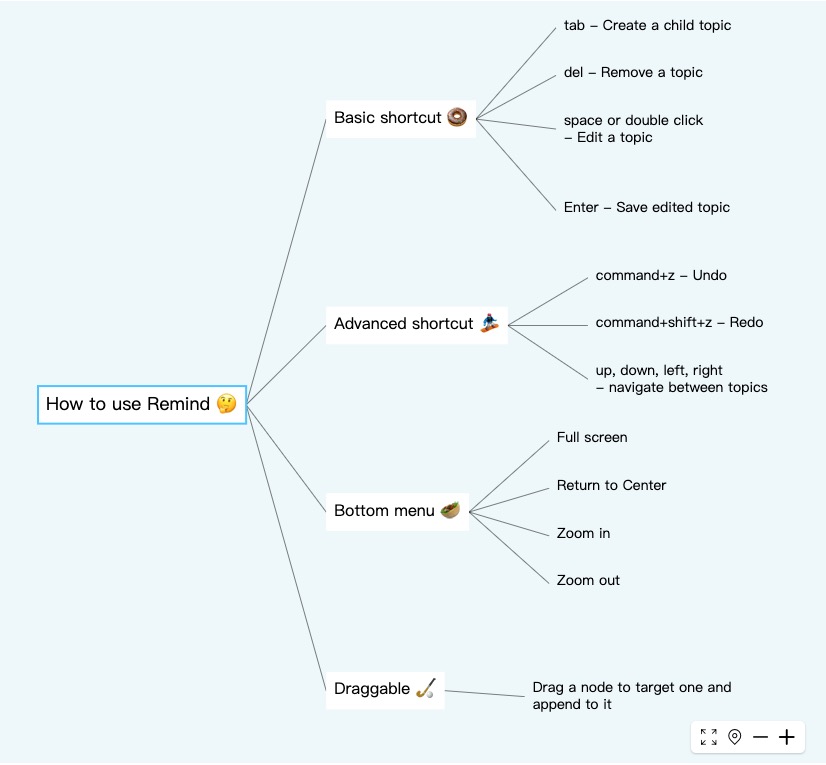 How to use Remind 🤔
Basic shortcut 🍩
tab – Create a child topic
del – Remove a topic
space or double click
– Edit a topic
Enter – Save edited topic
Advanced shortcut 🏂
command+z – Undo
command+shift+z – Redo
up, down, left, right
– navigate between topics
Bottom menu 🥙
Full screen
Return to Center
Zoom in
Zoom out
Draggable 🏑
Drag a node to target one and
append to it